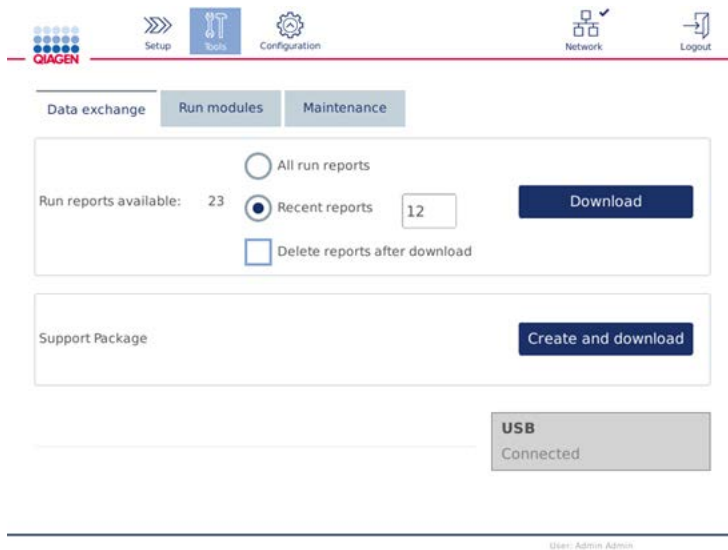 QIAGEN
Setup
Tools
Configuration
Network
Logout
Data exchange
Run modules
Maintenance
All run reports
Run reports available: 23
Recent reports 12
Download
Delete reports after download
Support Package
Create and download
USB
Connected
User: Admin Admin